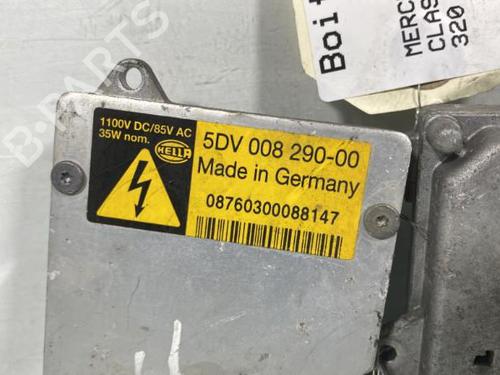 B-PARTS
1100V DC/85V AC
35W nom.
HELLA
5DV 008 290-00
Made in Germany
08760300088147
MERC
CLAS
320